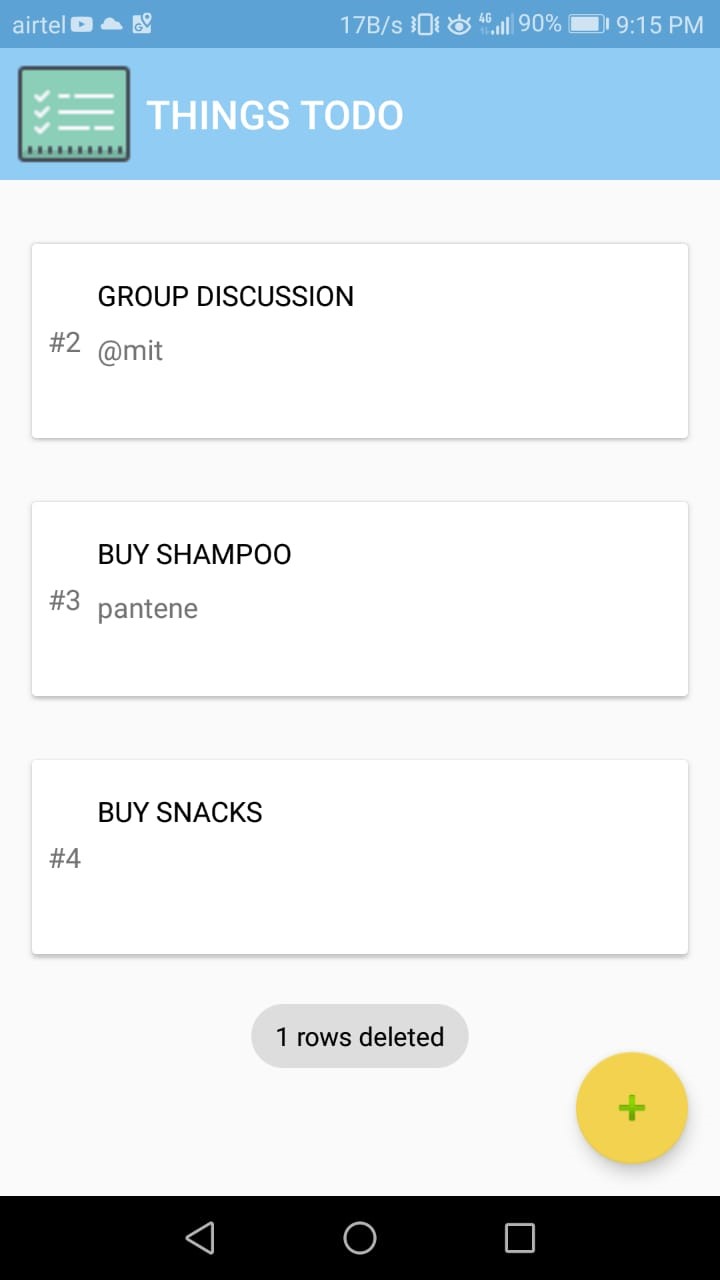 airtel 17B/s 4G 90% 9:15 PM
THINGS TODO
GROUP DISCUSSION
#2 @mit
BUY SHAMPOO
#3 pantene
BUY SNACKS
#4
1 rows deleted